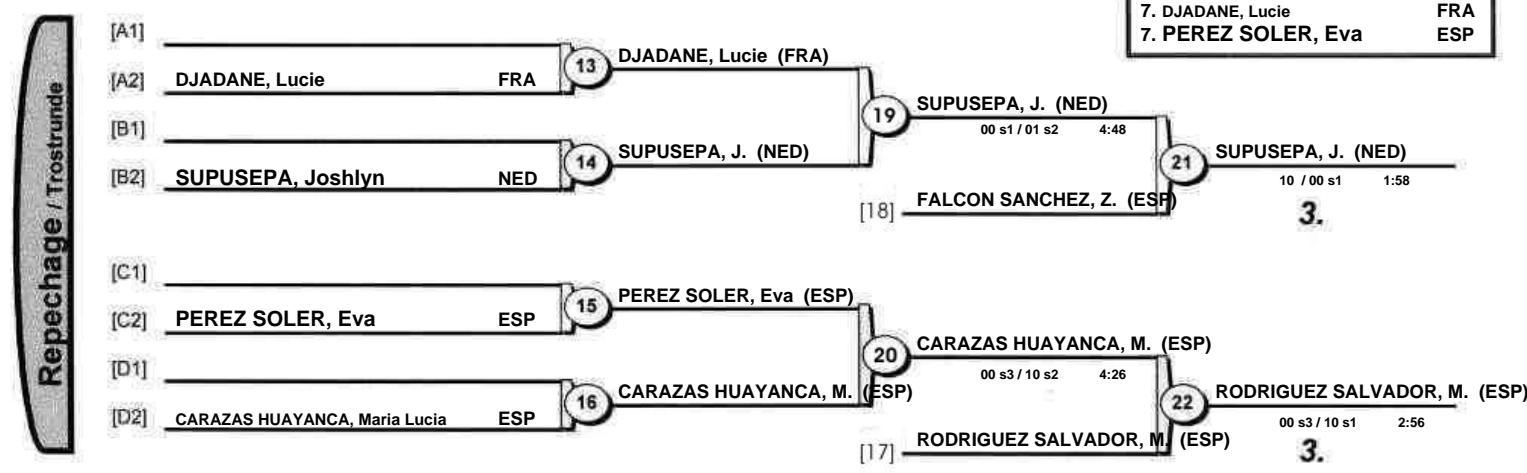 7. DJADANE, Lucie FRA
7. PEREZ SOLER, Eva ESP
Repechage / Trostrunde
[A1]
13
DJADANE, Lucie (FRA)
[A2] DJADANE, Lucie FRA
19
SUPUSEPA, J. (NED)
00 s1 / 01 s2 4:48
[B1]
14
SUPUSEPA, J. (NED)
[B2] SUPUSEPA, Joshlyn NED
21
SUPUSEPA, J. (NED)
10 / 00 s1 1:58
[18] FALCON SANCHEZ, Z. (ESP)
3.
[C1]
15
PEREZ SOLER, Eva (ESP)
[C2] PEREZ SOLER, Eva ESP
20
CARAZAS HUAYANCA, M. (ESP)
00 s3 / 10 s2 4:26
[D1]
16
CARAZAS HUAYANCA, M. (ESP)
[D2] CARAZAS HUAYANCA, Maria Lucia ESP
22
RODRIGUEZ SALVADOR, M. (ESP)
00 s3 / 10 s1 2:56
[17] RODRIGUEZ SALVADOR, M. (ESP)
3.